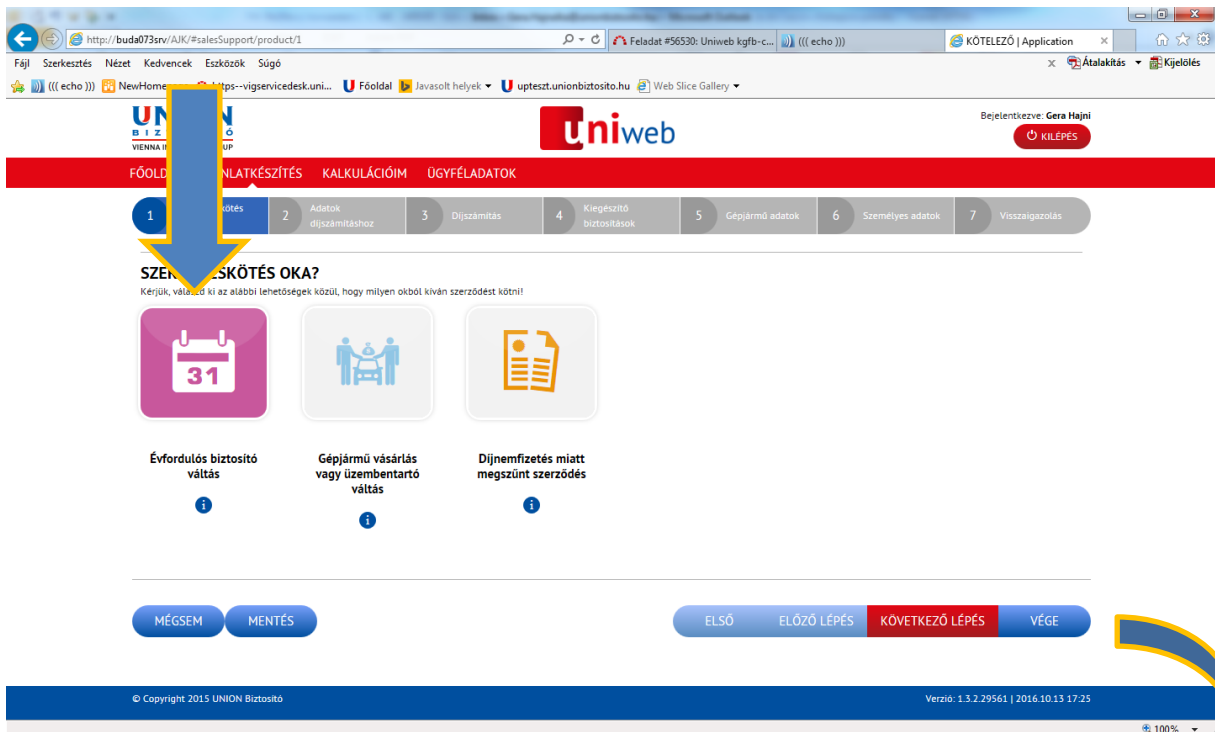 http://buda073srv/AJK/#salesSupport/product/1
Feladat #56530: Uniweb kgfb-c...
((( echo )))
KÖTELEZŐ | Application
Fájl Szerkesztés Nézet Kedvencek Eszközök Súgó
x Átalakítás Kijelölés
((( echo ))) https--vigservicedesk.uni... Főoldal Javasolt helyek upteszt.unionbiztosito.hu Web Slice Gallery
uniweb
Bejelentkezve: Gera Hajni
KILÉPÉS
VIENNA
KALKULÁCIÓIM ÜGYFÉLADATOK
1
2 Adatok díjszámításhoz
3 Díjszámítás
4 Kiegészítő biztosítások
5 Gépjármű adatok
6 Személyes adatok
7 Visszaigazolás
OKA?
Kérjük, ki az alábbi lehetőségek közül, hogy milyen okból kíván szerződést kötni!
31
Évfordulós biztosító
váltás
Gépjármű vásárlás
vagy üzembentartó
váltás
Díjnemfizetés miatt
megszűnt szerződés
i
i
i
MÉGSEM MENTÉS ELSŐ ELŐZŐ LÉPÉS KÖVETKEZŐ LÉPÉS VÉGE
© Copyright 2015 UNION Biztosító
Verzió: 1.3.2.29561 | 2016.10.13 17:25
100%